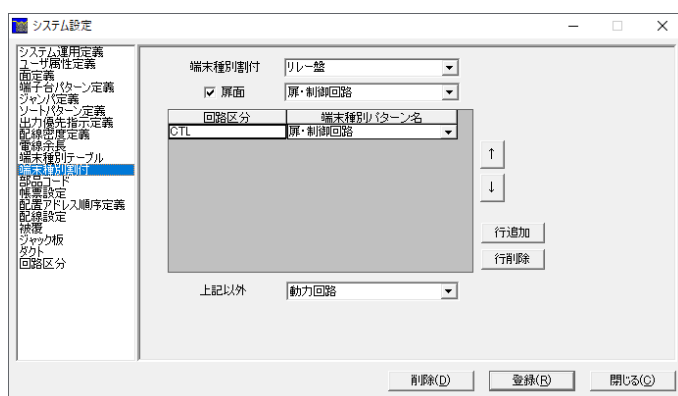 システム設定
システム運用定義
ユーザ属性定義
面定義
端子台パターン定義
ジャンパ定義
ソートパターン定義
出力優先指示定義
配線密度定義
電線余長
端末種別テーブル
端末種別割付
部品コード
帳票設定
配置アドレス順序定義
配線設定
被覆
ジャック板
ダクト
回路区分
端末種別割付 リレー盤
扉面 扉・制御回路
回路区分 端末種別パターン名
CTL 扉・制御回路
↑
↓
行追加
行削除
上記以外 動力回路
削除(D) 登録(R) 閉じる(C)